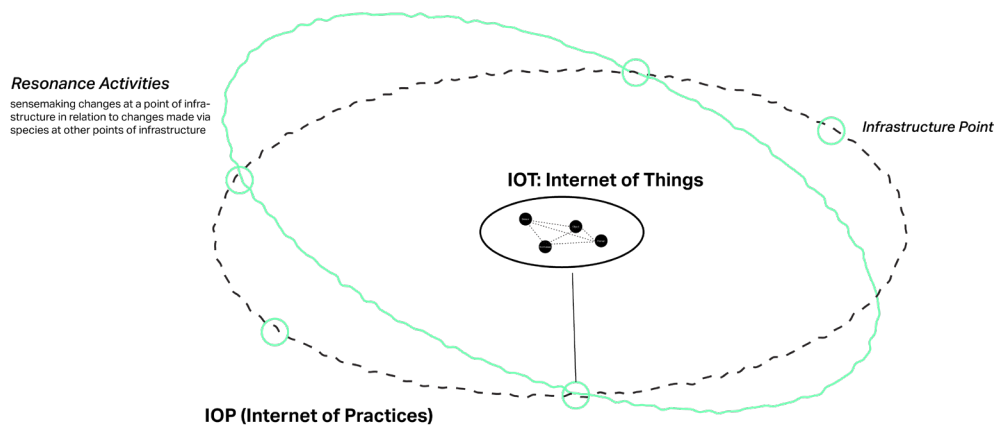 Resonance Activities
sensemaking changes at a point of infra-
structure in relation to changes made via
species at other points of infrastructure
Infrastructure Point
IOT: Internet of Things
IOP (Internet of Practices)